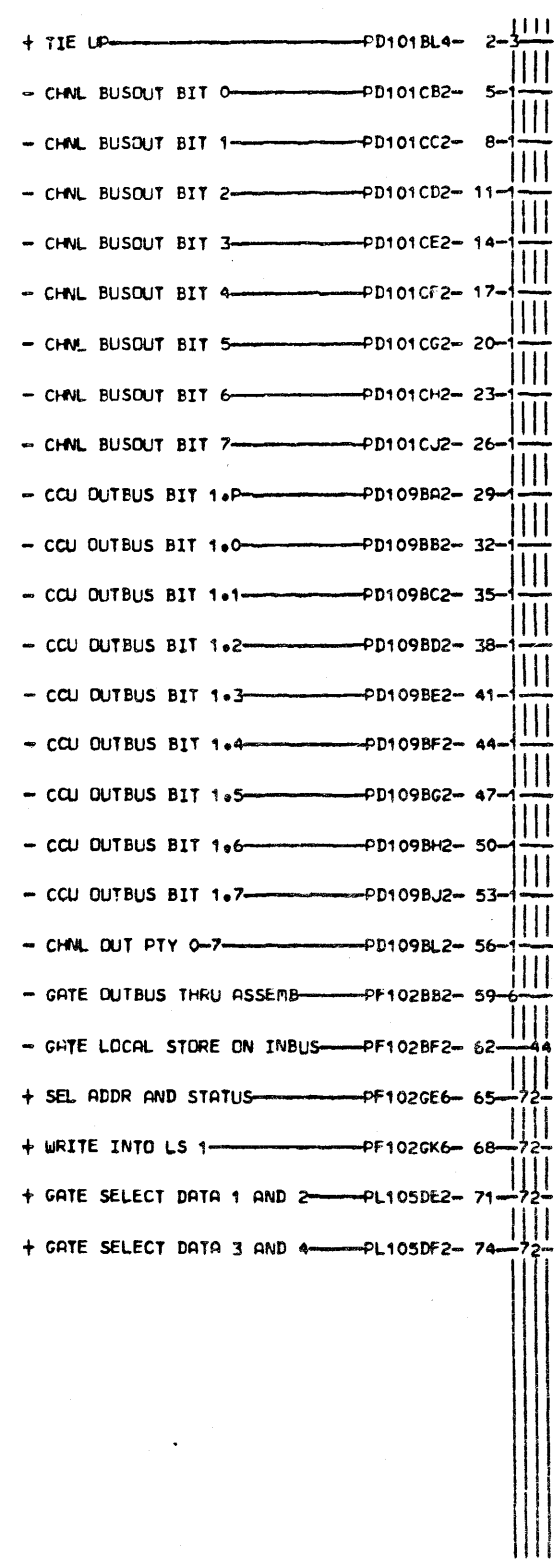 + TIE UP PD101BL4- 2-3
- CHNL BUSOUT BIT 0 PD101CB2- 5-1
- CHNL BUSOUT BIT 1 PD101CC2- 8-1
- CHNL BUSOUT BIT 2 PD101CD2- 11-1
- CHNL BUSOUT BIT 3 PD101CE2- 14-1
- CHNL BUSOUT BIT 4 PD101CF2- 17-1
- CHNL BUSOUT BIT 5 PD101CG2- 20-1
- CHNL BUSOUT BIT 6 PD101CH2- 23-1
- CHNL BUSOUT BIT 7 PD101CJ2- 26-1
- CCU OUTBUS BIT 1.P PD109BA2- 29-1
- CCU OUTBUS BIT 1.0 PD109BB2- 32-1
- CCU OUTBUS BIT 1.1 PD109BC2- 35-1
- CCU OUTBUS BIT 1.2 PD109BD2- 38-1
- CCU OUTBUS BIT 1.3 PD109BE2- 41-1
- CCU OUTBUS BIT 1.4 PD109BF2- 44-1
- CCU OUTBUS BIT 1.5 PD109BG2- 47-1
- CCU OUTBUS BIT 1.6 PD109BH2- 50-1
- CCU OUTBUS BIT 1.7 PD109BJ2- 53-1
- CHNL OUT PTY 0-7 PD109BL2- 56-1
- GATE OUTBUS THRU ASSEMB PF102BB2- 59-6
- GATE LOCAL STORE ON INBUS PF102BF2- 62 44
+ SEL ADDR AND STATUS PF102GE6- 65-72-
+ WRITE INTO LS 1 PF102GK6- 68-72-
+ GATE SELECT DATA 1 AND 2 PL105DE2- 71-72-
+ GATE SELECT DATA 3 AND 4 PL105DF2- 74-72-